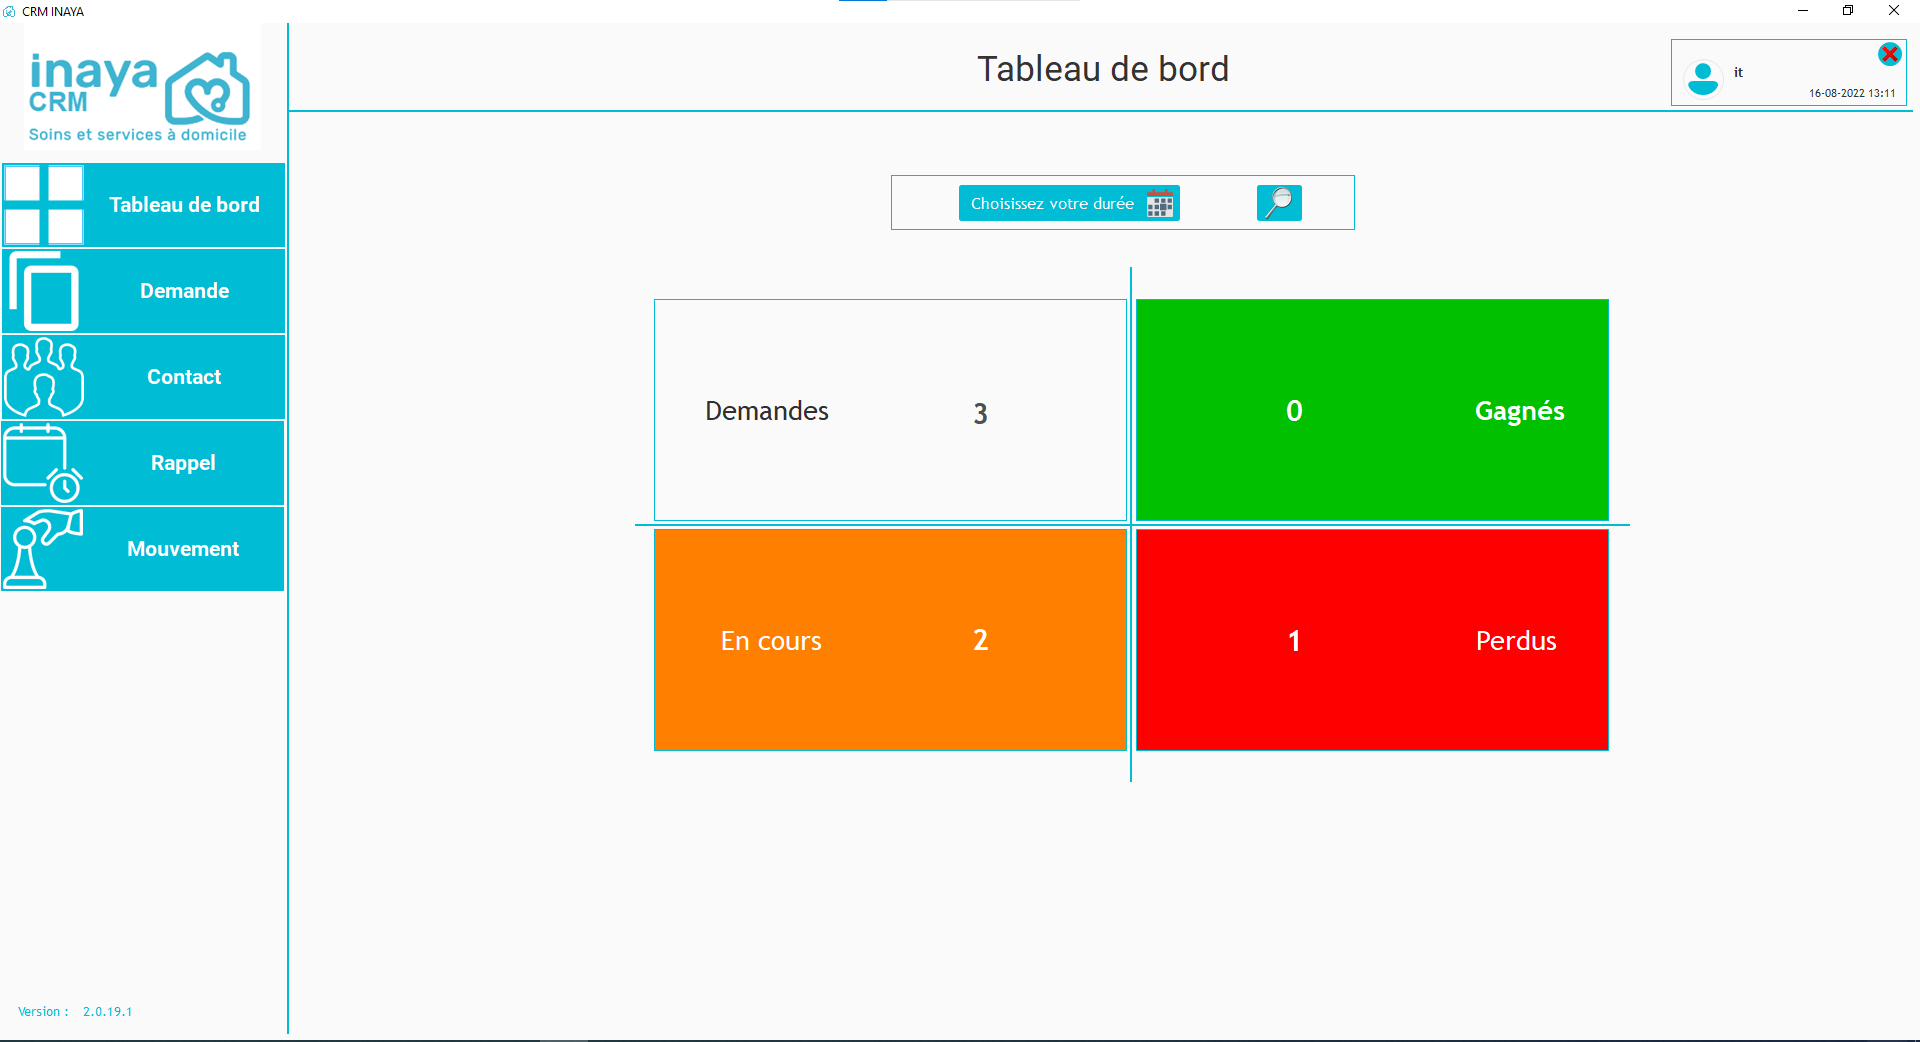 CRM INAYA
inaya
CRM
Soins et services à domicile
Tableau de bord
it
16-08-2022 13:11
Tableau de bord
Demande
Contact
Rappel
Mouvement
Choisissez votre durée
Demandes 3
0 Gagnés
En cours 2
1 Perdus
Version : 2.0.19.1